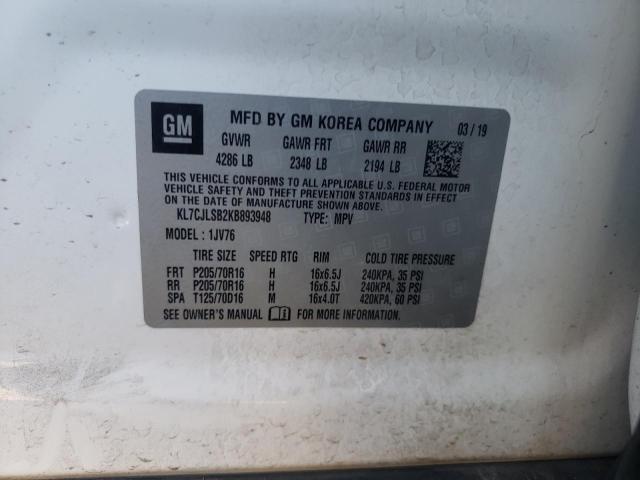 GM
MFD BY GM KOREA COMPANY 03 / 19
GVWR GAWR FRT GAWR RR
4286 LB 2348 LB 2194 LB
THIS VEHICLE CONFORMS TO ALL APPLICABLE U.S. FEDERAL MOTOR
VEHICLE SAFETY AND THEFT PREVENTION STANDARDS IN EFFECT
ON THE DATE OF MANUFACTURE SHOWN ABOVE.
KL7CJLSB2KB893948 TYPE: MPV
MODEL : 1JV76
TIRE SIZE SPEED RTG RIM COLD TIRE PRESSURE
FRT P205/70R16 H 16x6.5J 240KPA, 35 PSI
RR P205/70R16 H 16x6.5J 240KPA, 35 PSI
SPA T125/70D16 M 16x4.0T 420KPA, 60 PSI
SEE OWNER'S MANUAL FOR MORE INFORMATION.